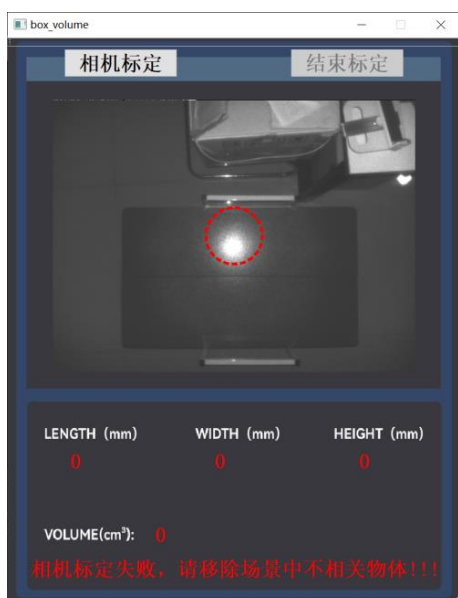 box_volume
相机标定 结束标定
LENGTH (mm) WIDTH (mm) HEIGHT (mm)
0 0 0
VOLUME(cm³): 0
相机标定失败，请移除场景中不相关物体!!!